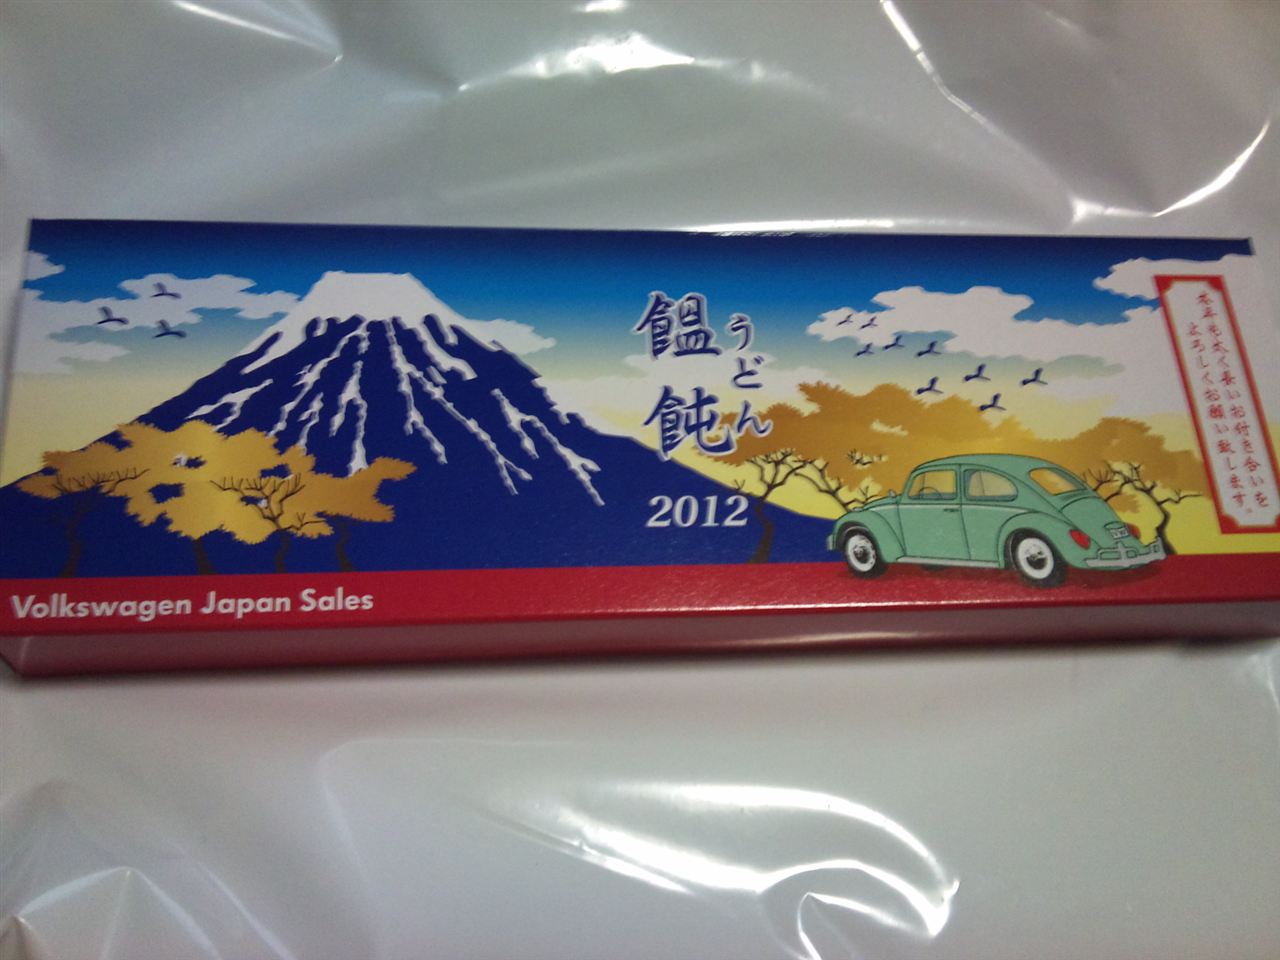 饂飩
うどん
2012
本年も太く長いお付き合いを
よろしくお願い致します。
Volkswagen Japan Sales